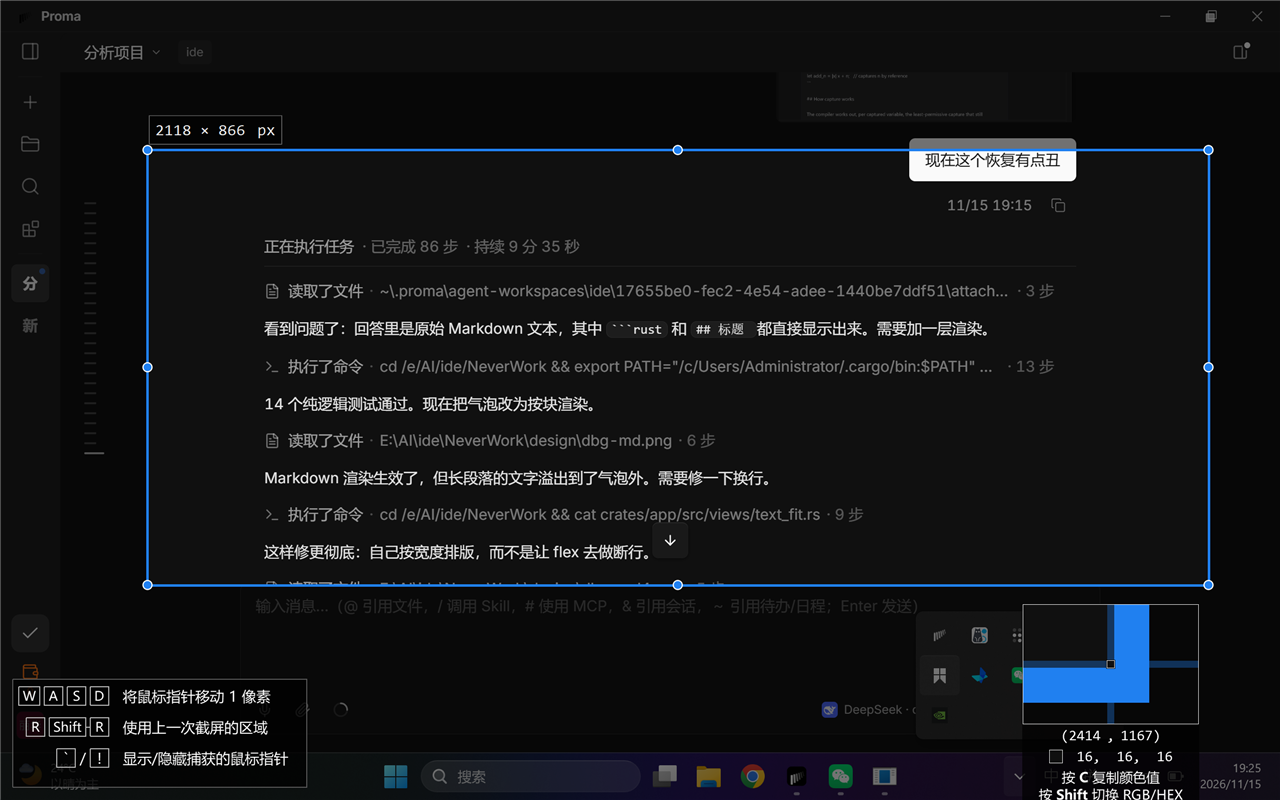 Proma
分析项目
ide
## How capture works
2118 × 866 px
现在这个恢复有点丑
11/15 19:15
正在执行任务 · 已完成 86 步 · 持续 9 分 35 秒
读取了文件 · ~\.proma\agent-workspaces\ide\17655be0-fec2-4e54-adee-1440be7ddf51\attach... · 3 步
看到问题了：回答里是原始 Markdown 文本，其中 ```rust 和 ## 标题 都直接显示出来。需要加一层渲染。
执行了命令 · cd /e/AI/ide/NeverWork && export PATH="/c/Users/Administrator/.cargo/bin:$PATH" ... · 13 步
14 个纯逻辑测试通过。现在把气泡改为按块渲染。
读取了文件 · E:\AI\ide\NeverWork\design\dbg-md.png · 6 步
Markdown 渲染生效了，但长段落的文字溢出到了气泡外。需要修一下换行。
执行了命令 · cd /e/AI/ide/NeverWork && cat crates/app/src/views/text_fit.rs · 9 步
这样修更彻底：自己按宽度排版，而不是让 flex 去做断行。
输入消息... (@ 引用文件，/ 调用 Skill，# 使用 MCP，& 引用会话，~ 引用待办/日程；Enter 发送)
分
新
W A S D 将鼠标指针移动 1 像素
R Shift-R 使用上一次截屏的区域
` / ! 显示/隐藏捕获的鼠标指针
DeepSeek ·
(2414 , 1167)
16, 16, 16
按 C 复制颜色值
按 Shift 切换 RGB/HEX
搜索
19:25
2026/11/15